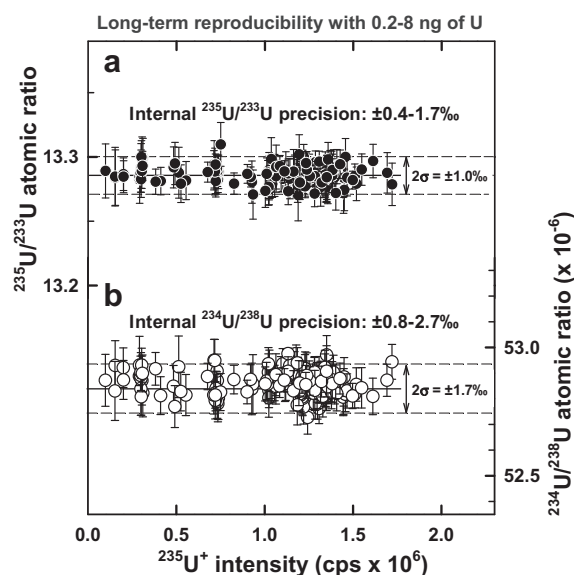 Long-term reproducibility with 0.2-8 ng of U
a
Internal ²³⁵U/²³³U precision: ±0.4-1.7‰
2σ = ±1.0‰
13.3
13.2
²³⁵U/²³³U atomic ratio
b
Internal ²³⁴U/²³⁸U precision: ±0.8-2.7‰
2σ = ±1.7‰
53.0
52.5
²³⁴U/²³⁸U atomic ratio (x 10⁻⁶)
0.0 0.5 1.0 1.5 2.0
²³⁵U⁺ intensity (cps x 10⁶)